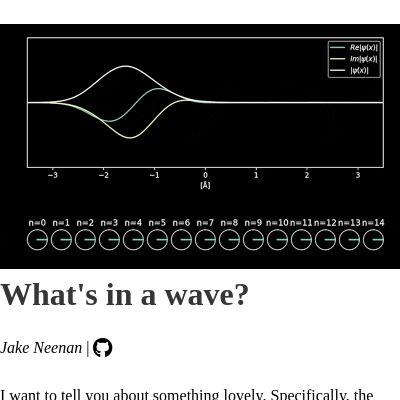 Re|ψ(x)|
Im|ψ(x)|
|ψ(x)|
−3 −2 −1 0 1 2 3
[Å]
n=0 n=1 n=2 n=3 n=4 n=5 n=6 n=7 n=8 n=9 n=10 n=11 n=12 n=13 n=14
What's in a wave?
Jake Neenan |
I want to tell you about something lovely. Specifically, the